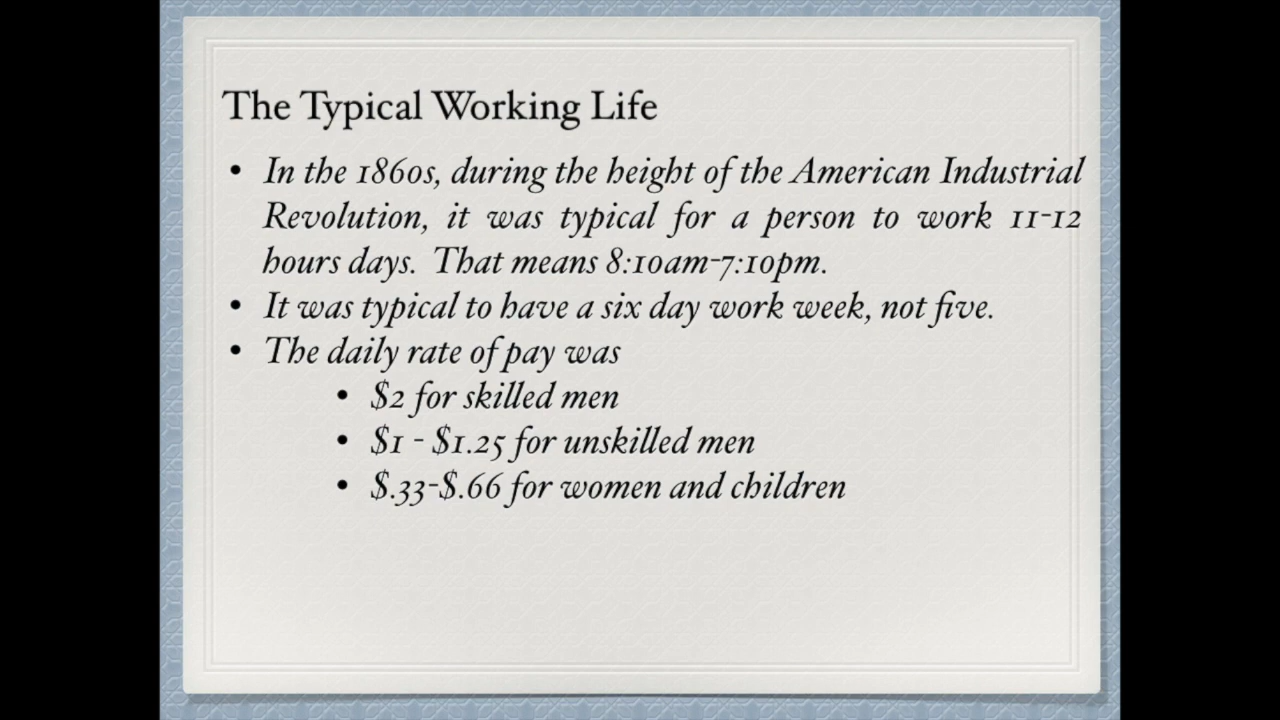 The Typical Working Life
• In the 1860s, during the height of the American Industrial
Revolution, it was typical for a person to work 11-12
hours days. That means 8:10am-7:10pm.
• It was typical to have a six day work week, not five.
• The daily rate of pay was
• $2 for skilled men
• $1 - $1.25 for unskilled men
• $.33-$.66 for women and children